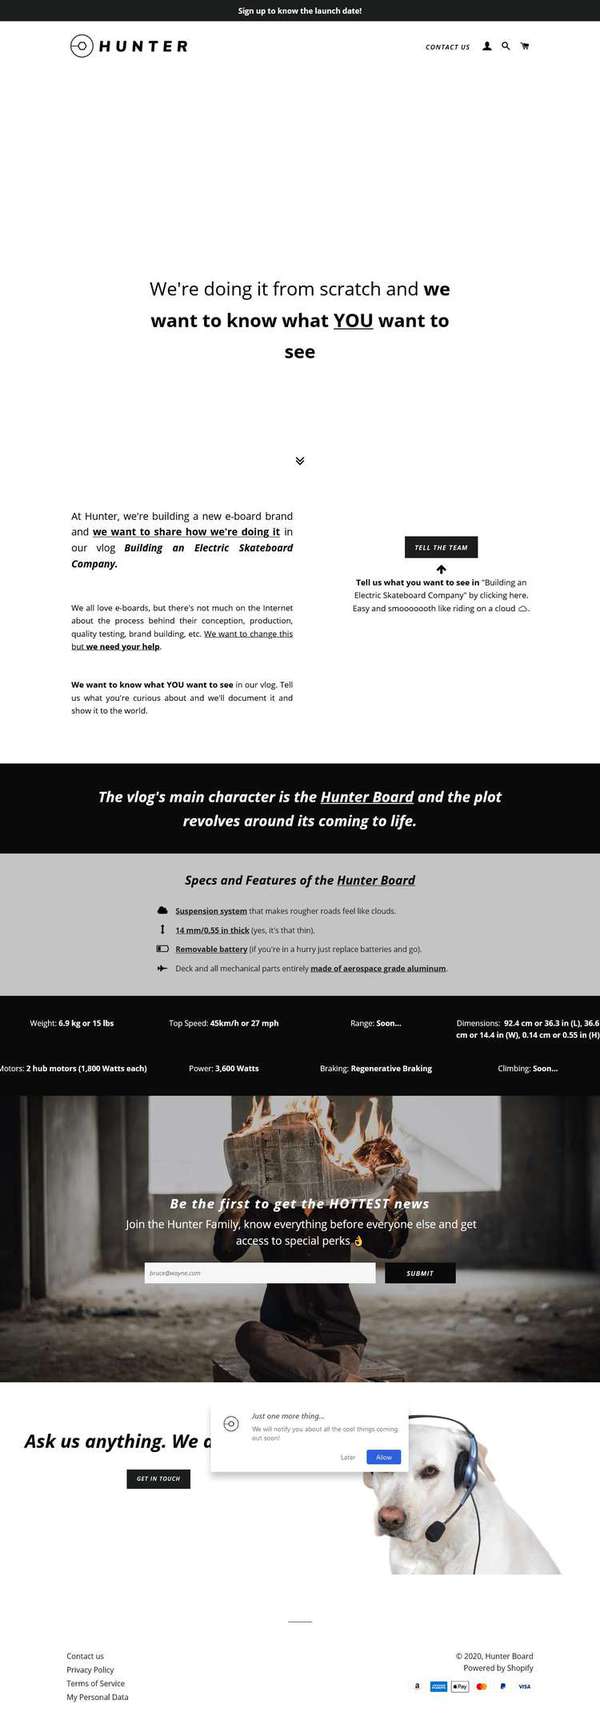 Sign up to know the launch date!
HUNTER
CONTACT US
We're doing it from scratch and we
want to know what YOU want to
see
At Hunter, we're building a new e-board brand
and we want to share how we're doing it in
our vlog Building an Electric Skateboard
Company.
We all love e-boards, but there's not much on the Internet
about the process behind their conception, production,
quality testing, brand building, etc. We want to change this
but we need your help.
We want to know what YOU want to see in our vlog. Tell
us what you're curious about and we'll document it and
show it to the world.
TELL THE TEAM
Tell us what you want to see in "Building an
Electric Skateboard Company" by clicking here.
Easy and smooooooth like riding on a cloud
The vlog's main character is the Hunter Board and the plot
revolves around its coming to life.
Specs and Features of the Hunter Board
Suspension system that makes rougher roads feel like clouds.
14 mm/0.55 in thick (yes, it's that thin).
Removable battery (if you're in a hurry just replace batteries and go).
Deck and all mechanical parts entirely made of aerospace grade aluminum.
Weight: 6.9 kg or 15 lbs
Top Speed: 45km/h or 27 mph
Range: Soon...
Dimensions: 92.4 cm or 36.3 in (L), 36.6
cm or 14.4 in (W), 0.14 cm or 0.55 in (H)
Motors: 2 hub motors (1,800 Watts each)
Power: 3,600 Watts
Braking: Regenerative Braking
Climbing: Soon...
Be the first to get the HOTTEST news
Join the Hunter Family, know everything before everyone else and get
access to special perks 👌
bruce@wayne.com
SUBMIT
Ask us anything. We
GET IN TOUCH
Just one more thing...
We will notify you about all the cool things coming
out soon!
Later
Allow
Contact us
Privacy Policy
Terms of Service
My Personal Data
© 2020, Hunter Board
Powered by Shopify
Pay
VISA